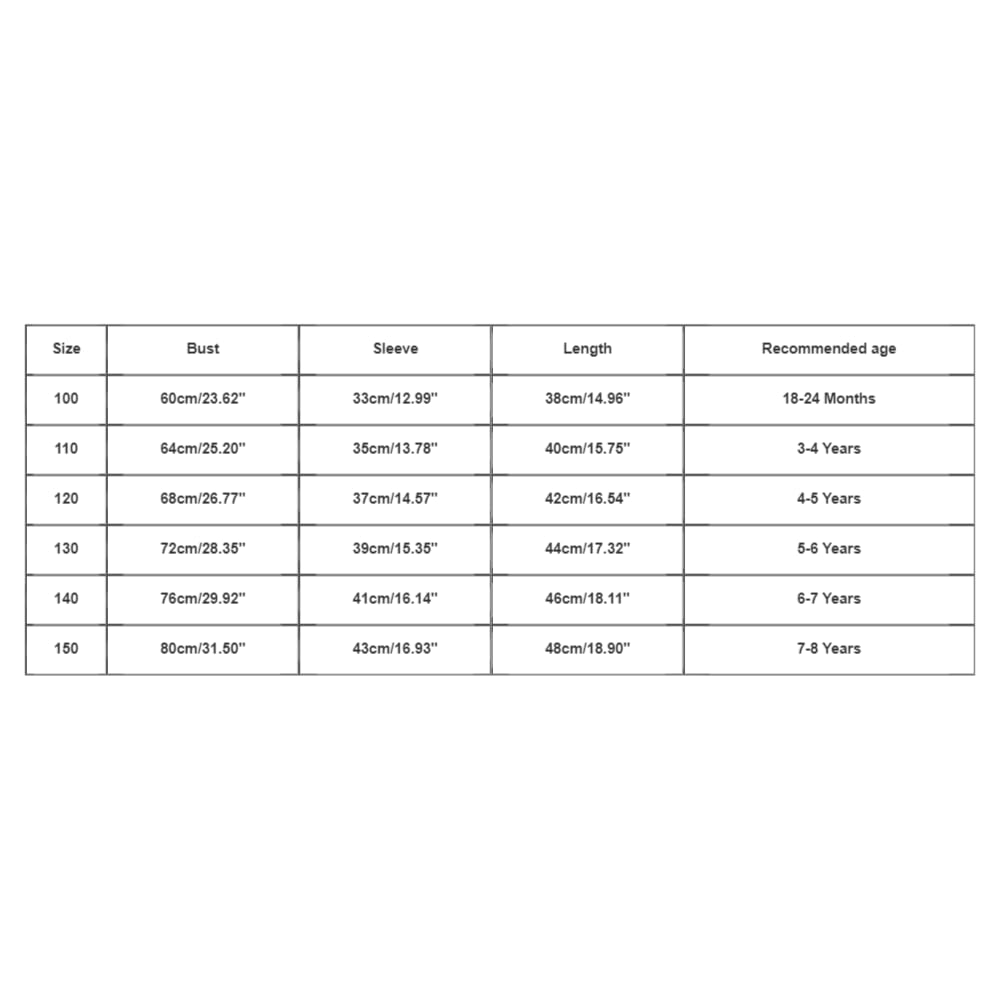 Size Bust Sleeve Length Recommended age
100 60cm/23.62" 33cm/12.99" 38cm/14.96" 18-24 Months
110 64cm/25.20" 35cm/13.78" 40cm/15.75" 3-4 Years
120 68cm/26.77" 37cm/14.57" 42cm/16.54" 4-5 Years
130 72cm/28.35" 39cm/15.35" 44cm/17.32" 5-6 Years
140 76cm/29.92" 41cm/16.14" 46cm/18.11" 6-7 Years
150 80cm/31.50" 43cm/16.93" 48cm/18.90" 7-8 Years